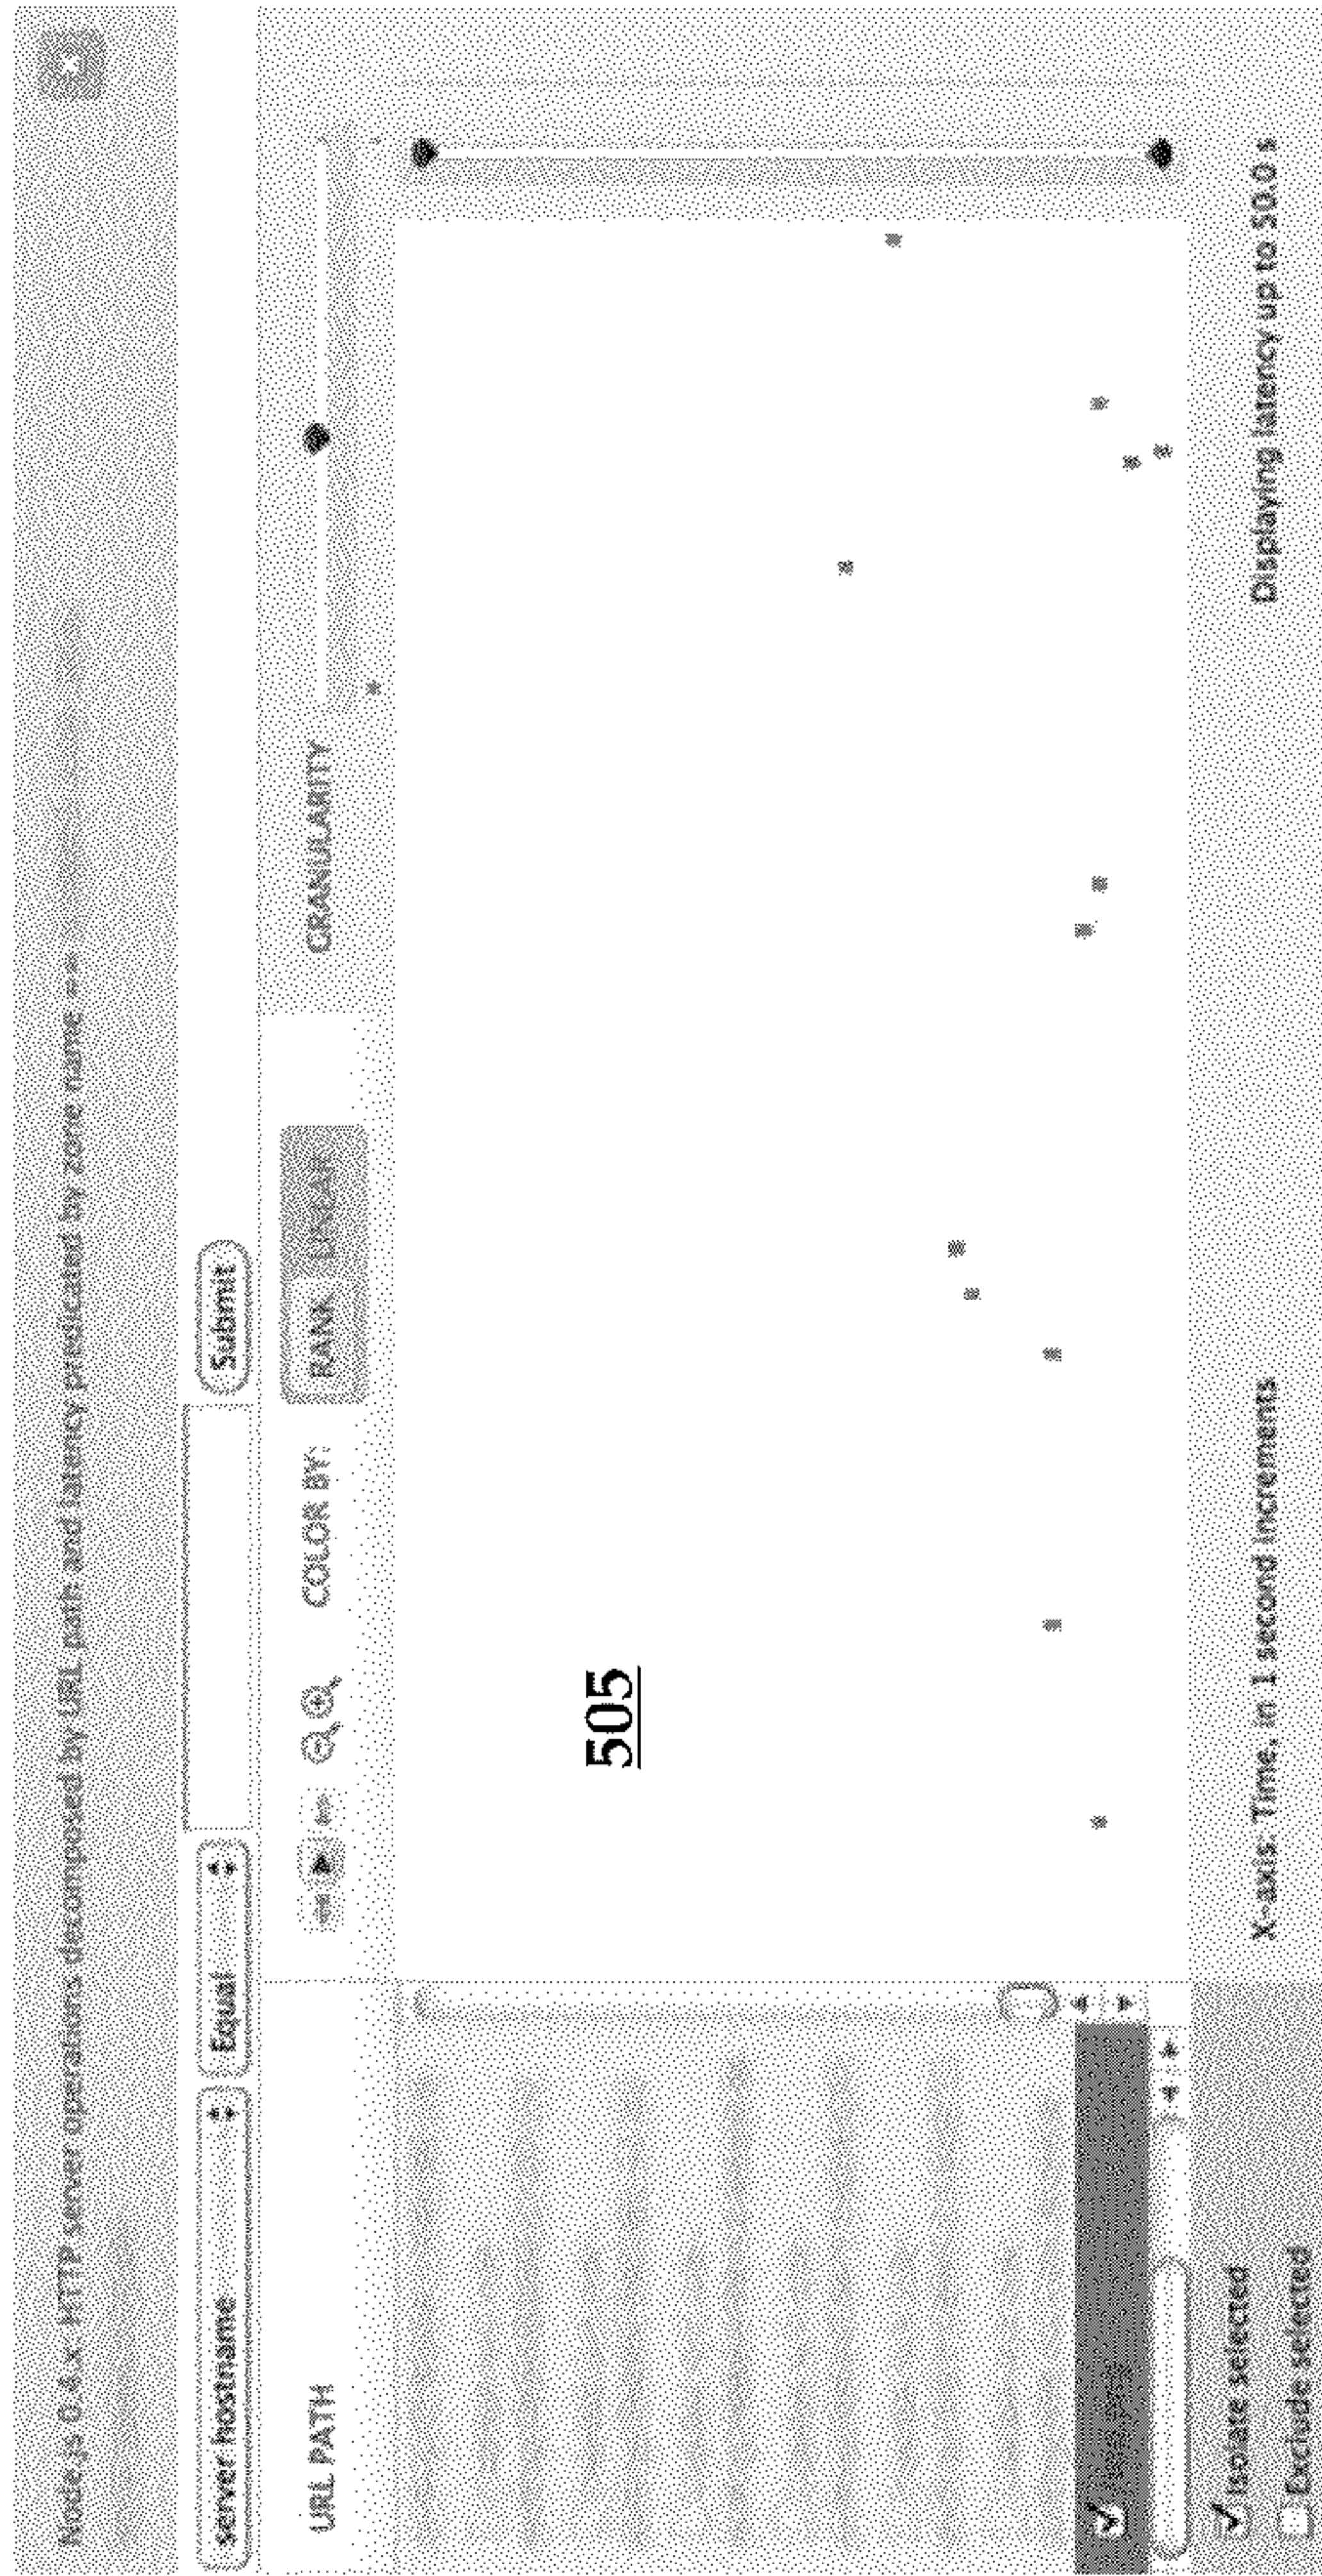 Node.js 0.4.x: HTTP server operations decomposed by URL path and latency predicated by zone name ==
server hostname
Equal
Submit
URL PATH
COLOR BY:
RANK
LINEAR
GRANULARITY
505
Isolate selected
Exclude selected
X-axis: Time, in 1 second increments
Displaying latency up to 50.0 s